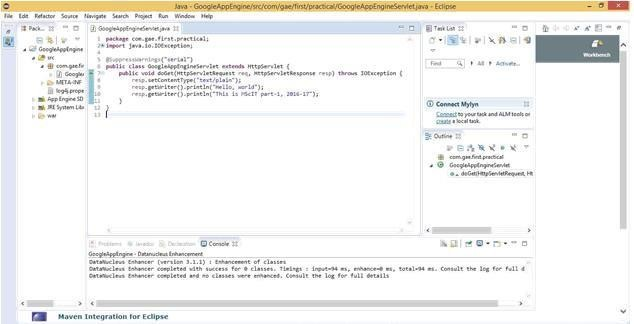 Java - GoogleAppEngine/src/com/gae/first/practical/GoogleAppEngineServlet.java - Eclipse
File Edit Refactor Source Navigate Search Project Run Window Help
Workbench
Pack...
GoogleAppEngine
src
com.gae.first
Google
META-INF
log4j.prope
App Engine SD
JRE System Libr
war
GoogleAppEngineServlet.java
1 package com.gae.first.practical;
2 import java.io.IOException;
5
6 @SuppressWarnings("serial")
public class GoogleAppEngineServlet extends HttpServlet {
public void doGet(HttpServletRequest req, HttpServletResponse resp) throws IOException {
8 resp.setContentType("text/plain");
9 resp.getWriter().println("Hello, world");
10 resp.getWriter().println("This is MScIT part-1, 2016-17");
11 }
12 }
13
Task List
Find
All
Activate...
Connect Mylyn
Connect to your task and ALM tools or
create a local task.
Outline
com.gae.first.practical
GoogleAppEngineServlet
doGet(HttpServletRequest, Ht
Problems Javadoc Declaration Console
GoogleAppEngine - Datanucleus Enhancement
DataNucleus Enhancer (version 3.1.1) : Enhancement of classes
DataNucleus Enhancer completed with success for 0 classes. Timings : input=94 ms, enhance=0 ms, total=94 ms. Consult the log for full d
DataNucleus Enhancer completed and no classes were enhanced. Consult the log for full details
Maven Integration for Eclipse